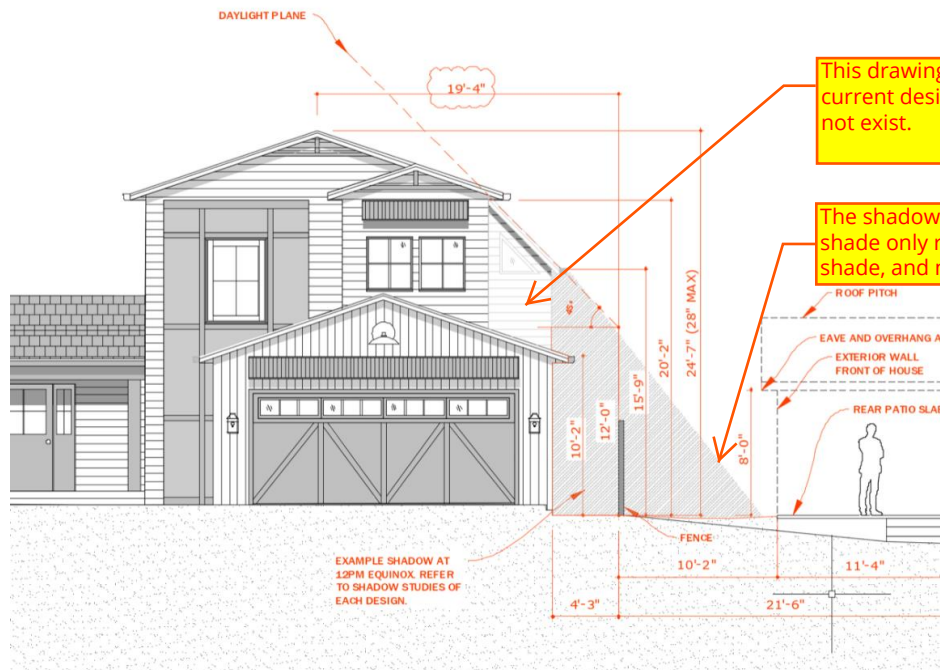 DAYLIGHT PLANE
19'-4"
This drawing
current desi
not exist.
The shadow
shade only
shade, and
ROOF PITCH
EAVE AND OVERHANG A
EXTERIOR WALL
FRONT OF HOUSE
REAR PATIO SLAB
10'-2"
12'-0"
15'-9"
20'-2"
24'-7" (28" MAX)
8'-0"
FENCE
EXAMPLE SHADOW AT
12PM EQUINOX. REFER
TO SHADOW STUDIES OF
EACH DESIGN.
10'-2"
11'-4"
4'-3"
21'-6"